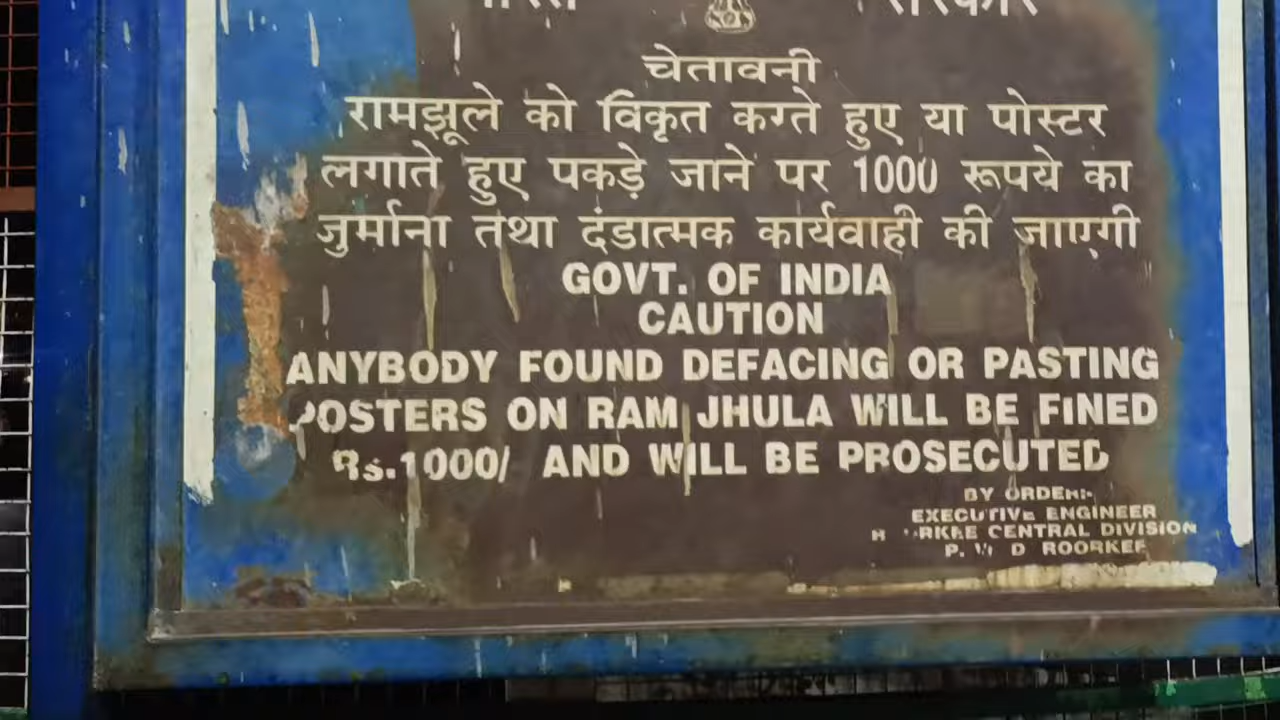 भारत सरकार
चेतावनी
रामझूले को विकृत करते हुए या पोस्टर
लगाते हुए पकड़े जाने पर 1000 रूपये का
जुर्माना तथा दंडात्मक कार्यवाही की जाएगी
GOVT. OF INDIA
CAUTION
ANYBODY FOUND DEFACING OR PASTING
POSTERS ON RAM JHULA WILL BE FINED
Rs.1000/ AND WILL BE PROSECUTED
BY ORDER:-
EXECUTIVE ENGINEER
CENTRAL DIVISION
P. W D ROORKEE